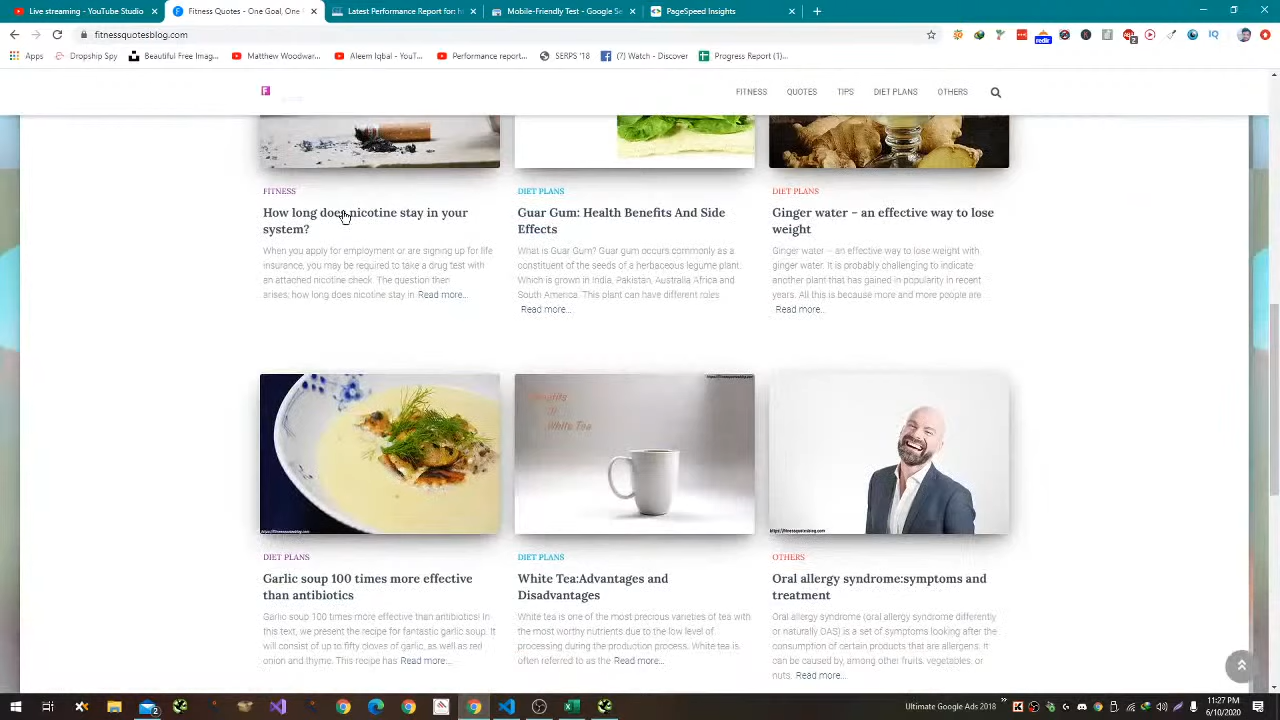 Live streaming - YouTube Studio
Fitness Quotes - One Goal, One
Latest Performance Report for: h
Mobile-Friendly Test - Google Se
PageSpeed Insights
fitnessquotesblog.com
Apps
Dropship Spy
Beautiful Free Imag...
Matthew Woodwar...
Aleem Iqbal - YouT...
Performance report...
SERPS '18
(7) Watch - Discover
Progress Report (1)...
FITNESS
QUOTES
TIPS
DIET PLANS
OTHERS
FITNESS
How long does nicotine stay in your
system?
When you apply for employment or are signing up for life
insurance, you may be required to take a drug test with
an attached nicotine check. The question then
arises: how long does nicotine stay in Read more...
DIET PLANS
Guar Gum: Health Benefits And Side
Effects
What is Guar Gum? Guar gum occurs commonly as a
constituent of the seeds of a herbaceous legume plant.
Which is grown in India, Pakistan, Australia Africa and
South America. This plant can have different roles
Read more...
DIET PLANS
Ginger water – an effective way to lose
weight
Ginger water – an effective way to lose weight with
ginger water. It is probably challenging to indicate
another plant that has gained in popularity in recent
years. All this is because more and more people are
Read more...
https://fitnessquotesblog.com
DIET PLANS
Garlic soup 100 times more effective
than antibiotics
Garlic soup 100 times more effective than antibiotics! In
this text, we present the recipe for fantastic garlic soup. It
will consist of up to fifty cloves of garlic, as well as red
onion and thyme. This recipe has Read more...
https://fitnessquotesblog.com
White Tea
DIET PLANS
White Tea:Advantages and
Disadvantages
White tea is one of the most precious varieties of tea with
the most worthy nutrients due to the low level of
processing during the production process. White tea is
often referred to as the Read more...
https://fitnessquotesblog.com
OTHERS
Oral allergy syndrome:symptoms and
treatment
Oral allergy syndrome (oral allergy syndrome differently
or naturally OAS) is a set of symptoms looking after the
consumption of certain products that are allergens. It
can be caused by, among other fruits, vegetables, or
nuts. Read more...
Ultimate Google Ads 2018
11:27 PM
6/10/2020